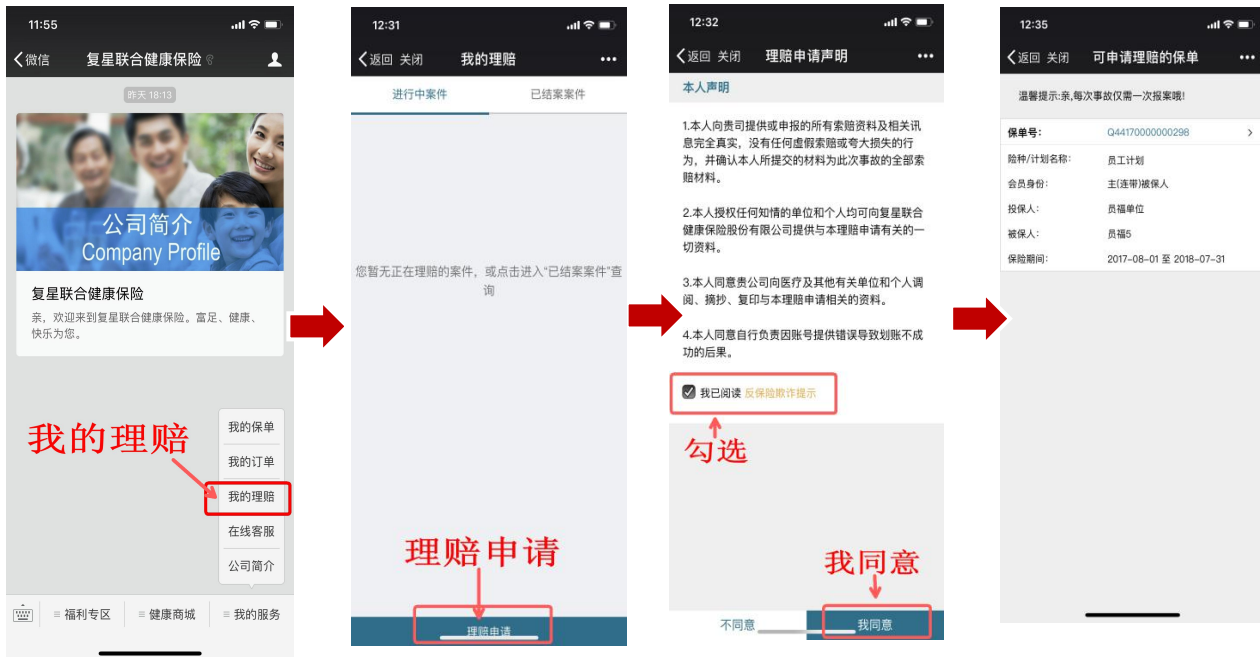 11:55
微信
复星联合健康保险
昨天 18:13
公司简介
Company Profile
复星联合健康保险
亲，欢迎来到复星联合健康保险。富足、健康、
快乐为您。
我的理赔
我的保单
我的订单
我的理赔
在线客服
公司简介
福利专区
健康商城
我的服务
12:31
返回 关闭
我的理赔
进行中案件
已结案案件
您暂无正在理赔的案件，或点击进入“已结案案件”查
询
理赔申请
理赔申请
12:32
返回 关闭
理赔申请声明
本人声明
1.本人向贵司提供或申报的所有索赔资料及相关讯
息完全真实，没有任何虚假索赔或夸大损失的行
为，并确认本人所提交的材料为此次事故的全部索
赔材料。
2.本人授权任何知情的单位和个人均可向复星联合
健康保险股份有限公司提供与本理赔申请有关的一
切资料。
3.本人同意贵公司向医疗及其他有关单位和个人调
阅、摘抄、复印与本理赔申请相关的资料。
4.本人同意自行负责因账号提供错误导致划账不成
功的后果。
我已阅读 反保险欺诈提示
勾选
我同意
不同意
我同意
12:35
返回 关闭
可申请理赔的保单
温馨提示:亲,每次事故仅需一次报案哦!
保单号： Q44170000000298
险种/计划名称： 员工计划
会员身份： 主(连带)被保人
投保人： 员福单位
被保人： 员福5
保险期间： 2017-08-01 至 2018-07-31